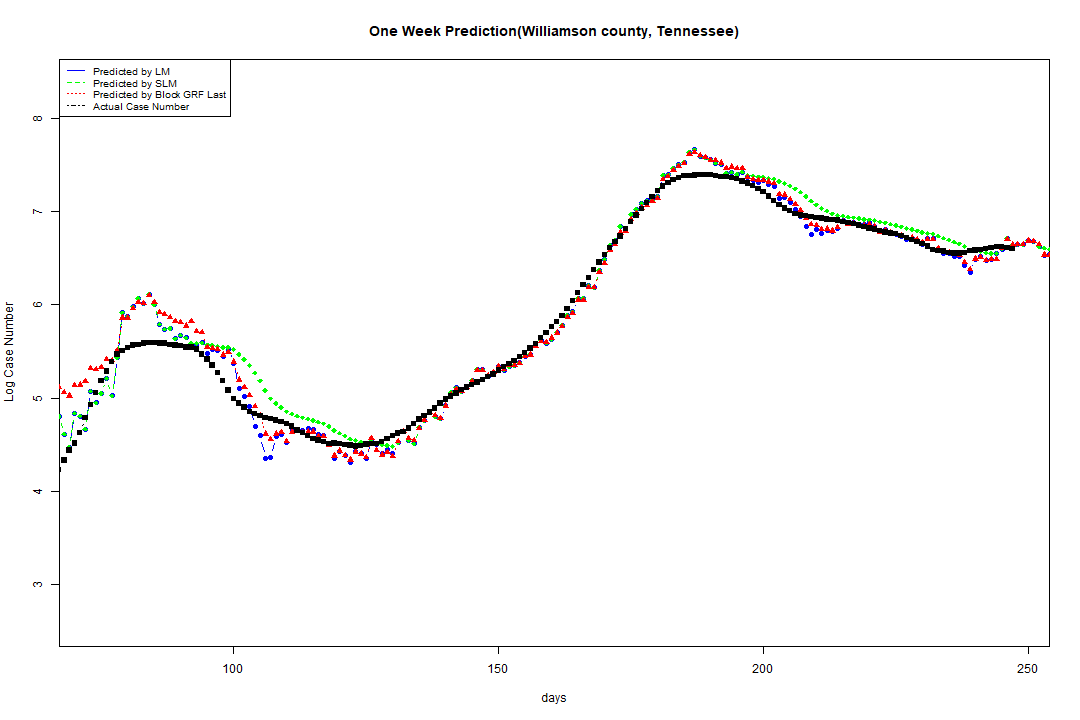 One Week Prediction(Williamson county, Tennessee)
Predicted by LM
Predicted by SLM
Predicted by Block GRF Last
Actual Case Number
8
7
6
5
4
3
Log Case Number
100
150
200
250
days